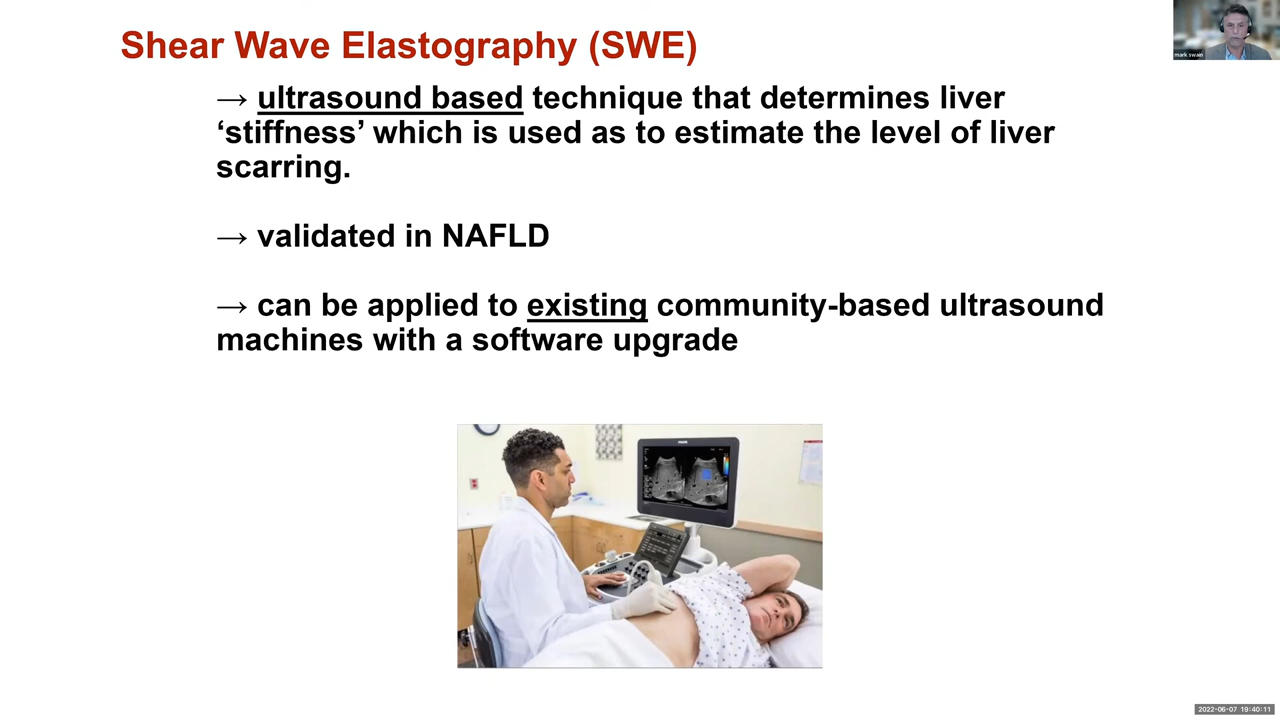 Shear Wave Elastography (SWE)
→ ultrasound based technique that determines liver
‘stiffness’ which is used as to estimate the level of liver
scarring.
→ validated in NAFLD
→ can be applied to existing community-based ultrasound
machines with a software upgrade
mark swain
2022-06-07 19:40:11